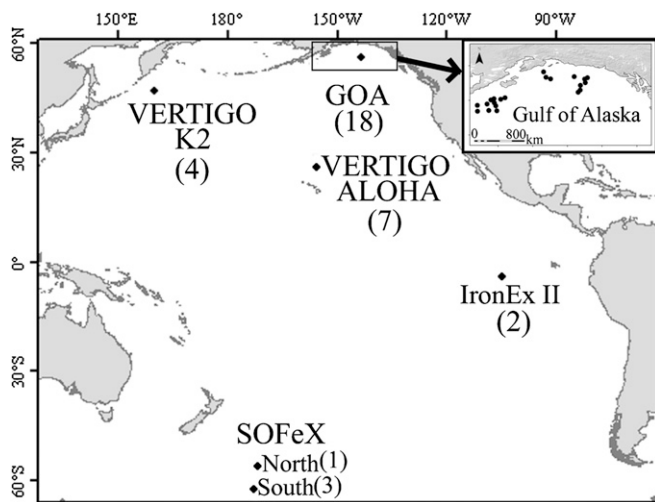 150°E 180° 150°W 120°W 90°W
60°N
30°N
0°
30°S
60°S
VERTIGO
K2
(4)
GOA
(18)
VERTIGO
ALOHA
(7)
IronEx II
(2)
SOFeX
North(1)
South(3)
Gulf of Alaska
0 800
km